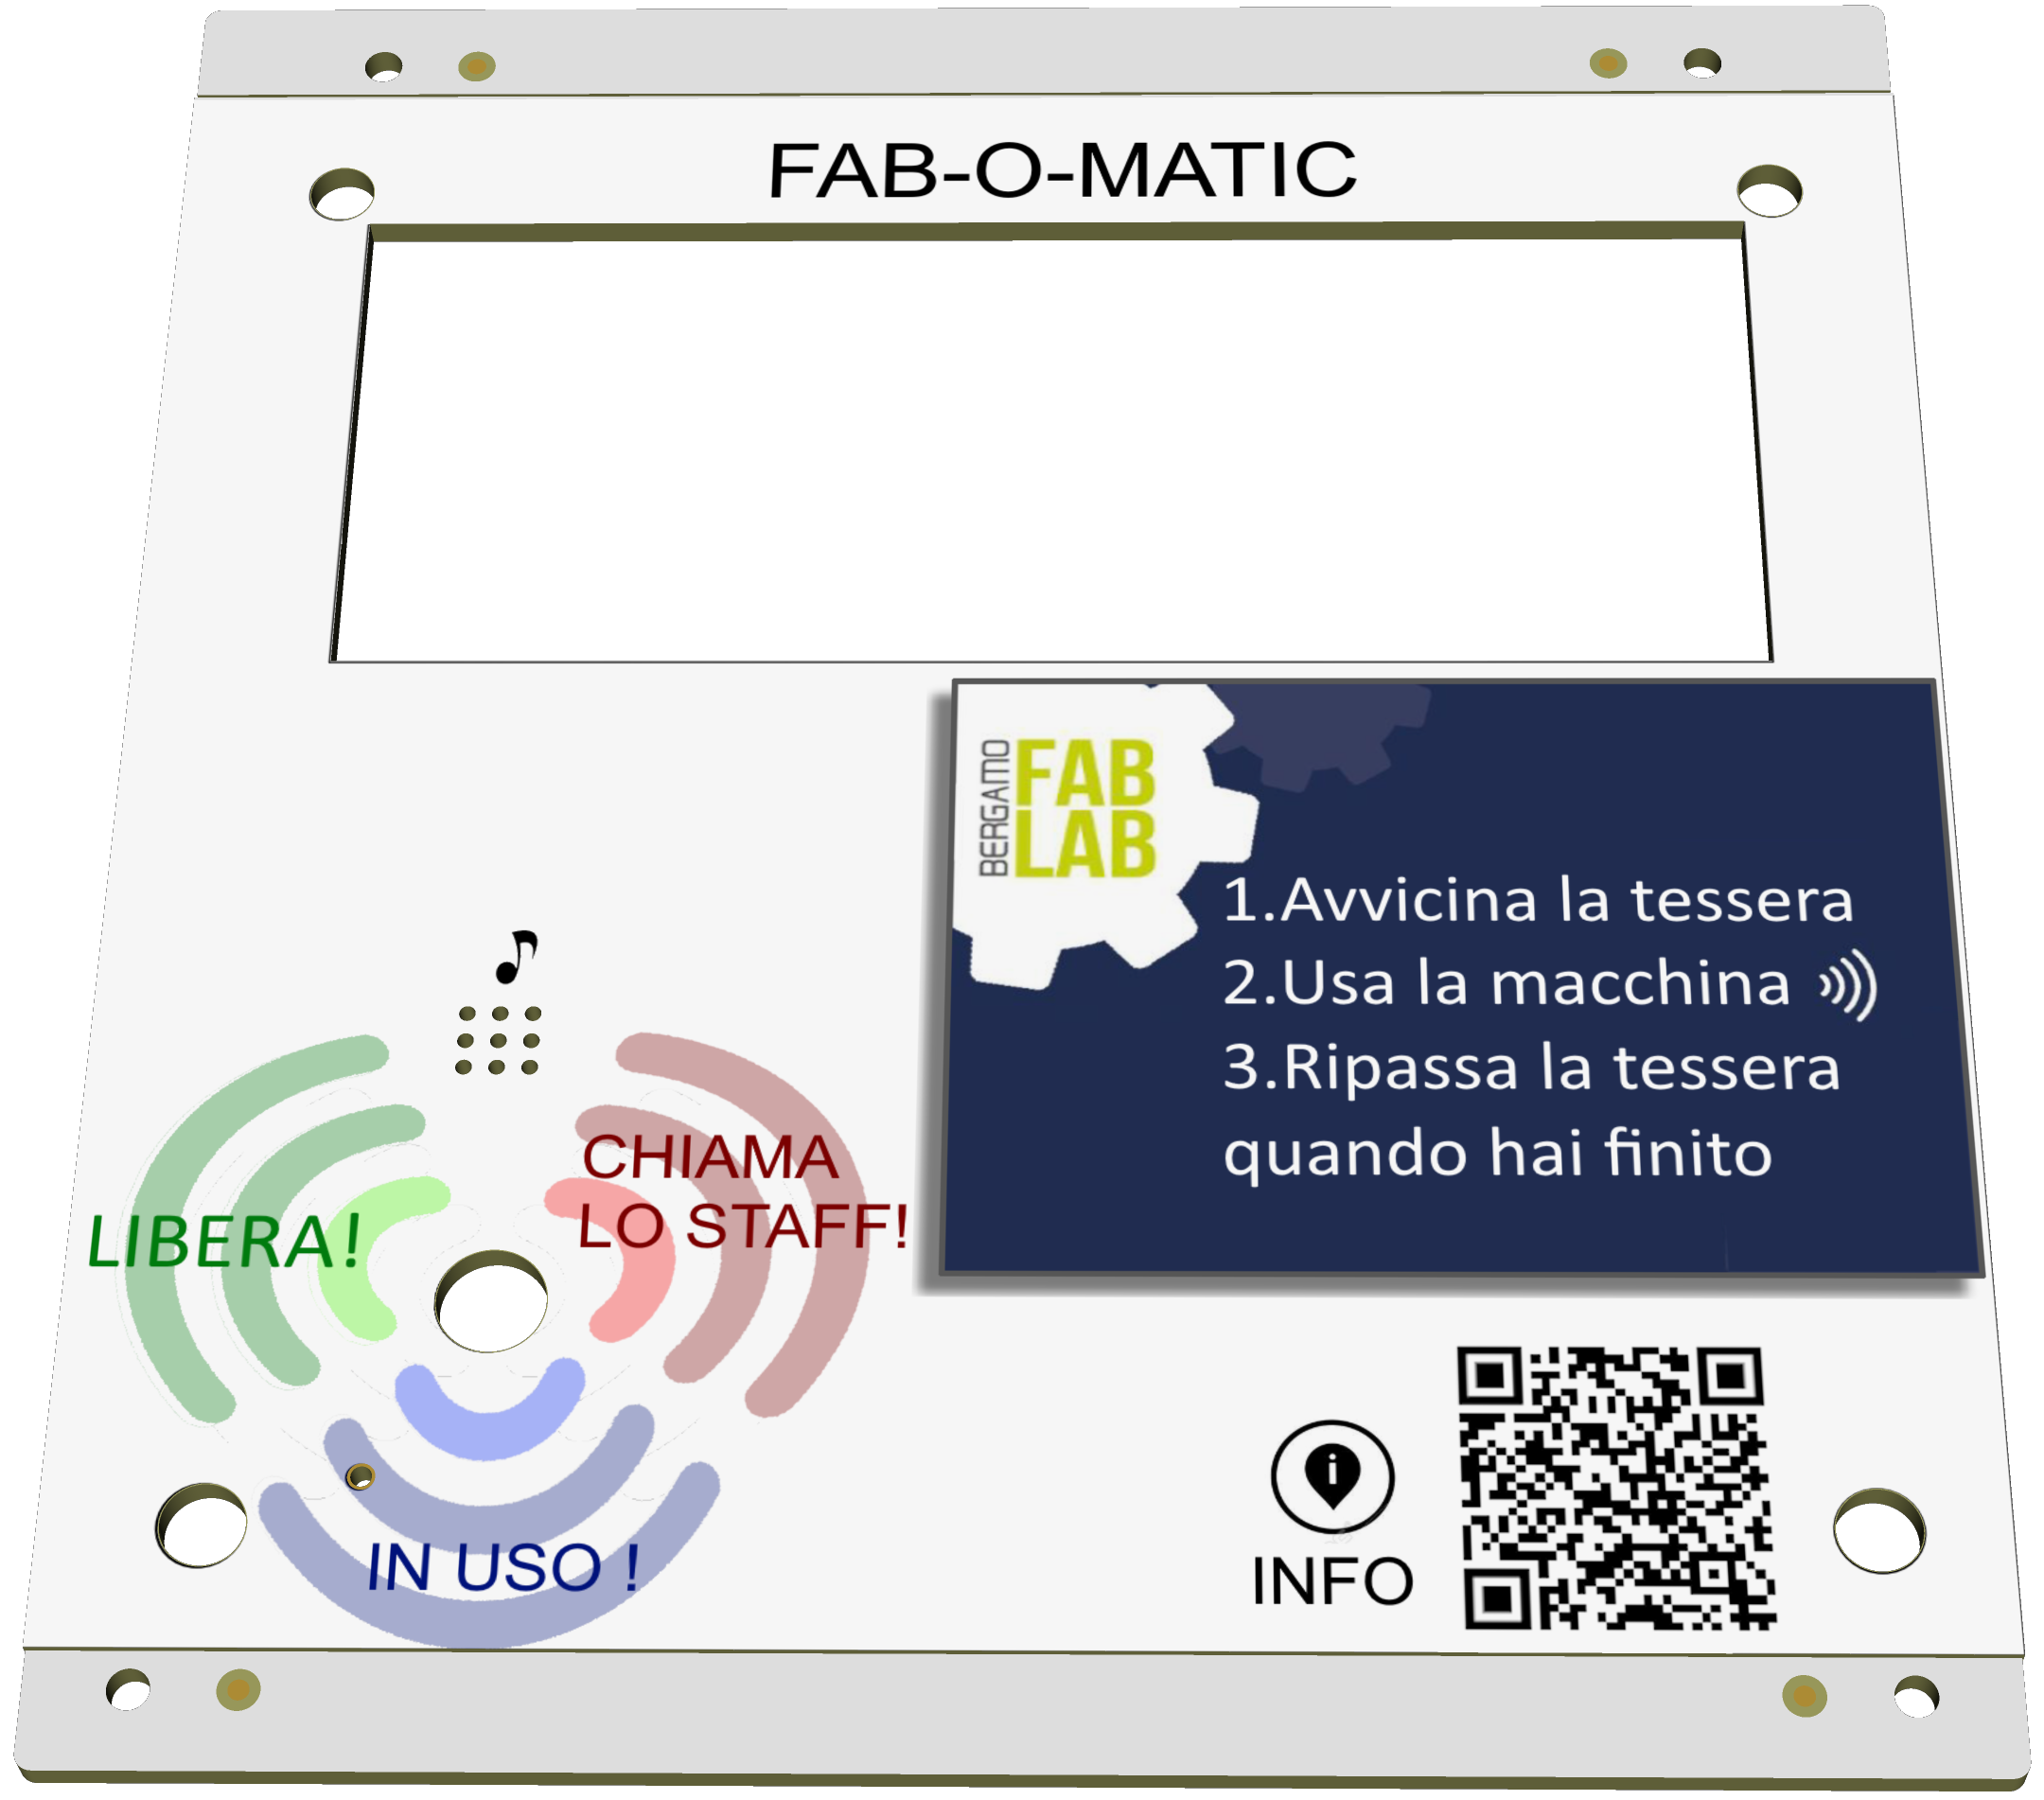 FAB-O-MATIC
BERGAMO
FAB
LAB
1.Avvicina la tessera
2.Usa la macchina
3.Ripassa la tessera
quando hai finito
CHIAMA
LO STAFF!
LIBERA!
IN USO !
i
INFO